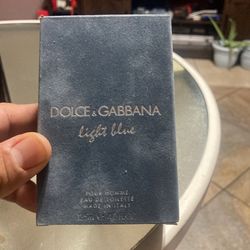 DOLCE & GABBANA
light blue
POUR HOMME
EAU DE TOILETTE
MADE IN ITALY